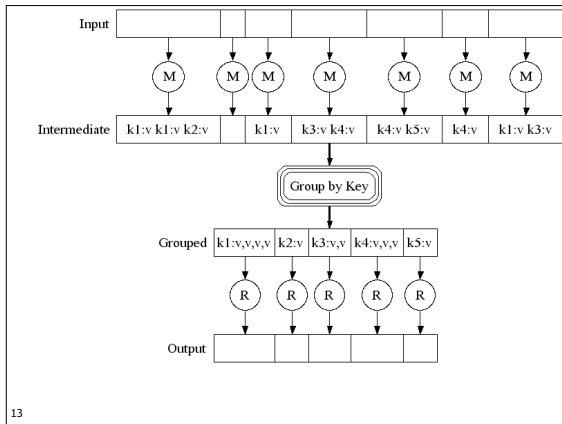 Input
M M M M M M M
Intermediate k1:v k1:v k2:v k1:v k3:v k4:v k4:v k5:v k4:v k1:v k3:v
Group by Key
Grouped k1:v,v,v,v k2:v k3:v,v k4:v,v,v k5:v
R R R R R
Output
13